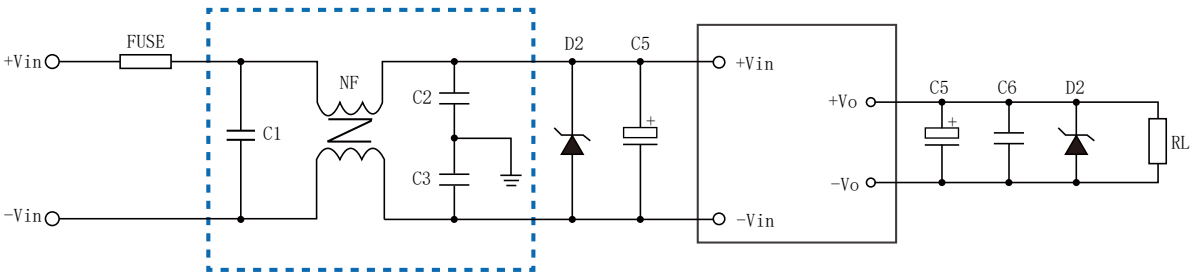 FUSE
D2
C5
+Vin
NF
+
+Vin
C2
C1
C3
-Vin
-Vin
+Vo
C5
C6
D2
+
RL
-Vo